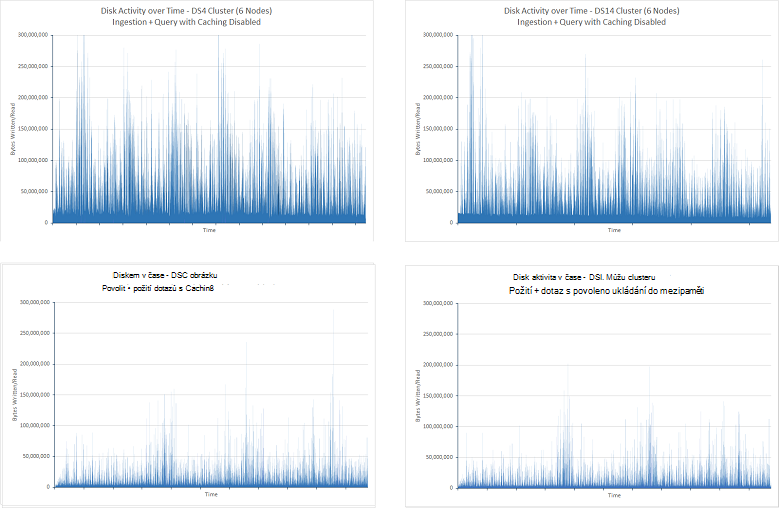 Disk Activity over Time - DS4 Cluster (6 Nodes)
Ingestion + Query with Caching Disabled
300,000,000
250,000,000
200,000,000
150,000,000
100,000,000
50,000,000
0
Bytes Written/Read
Time
Disk Activity over Time - DS14 Cluster (6 Nodes)
Ingestion + Query with Caching Disabled
300,000,000
250,000,000
200,000,000
150,000,000
100,000,000
50,000,000
0
Bytes Written/Read
Time
Diskem v čase - DSC obrázku
Povolit • požití dotazů s Cachin8
300,000,000
250,000,000
200,000,000
150,000,000
100,000,000
50,000,000
0
Bytes Written/Read
Time
Disk aktivita v čase - DSI. Můžu clusteru
Požití + dotaz s povoleno ukládání do mezipaměti
300,000,000
250,000,000
200,000,000
150,000,000
100,000,000
50,000,000
0
Bytes Written/Read
Time